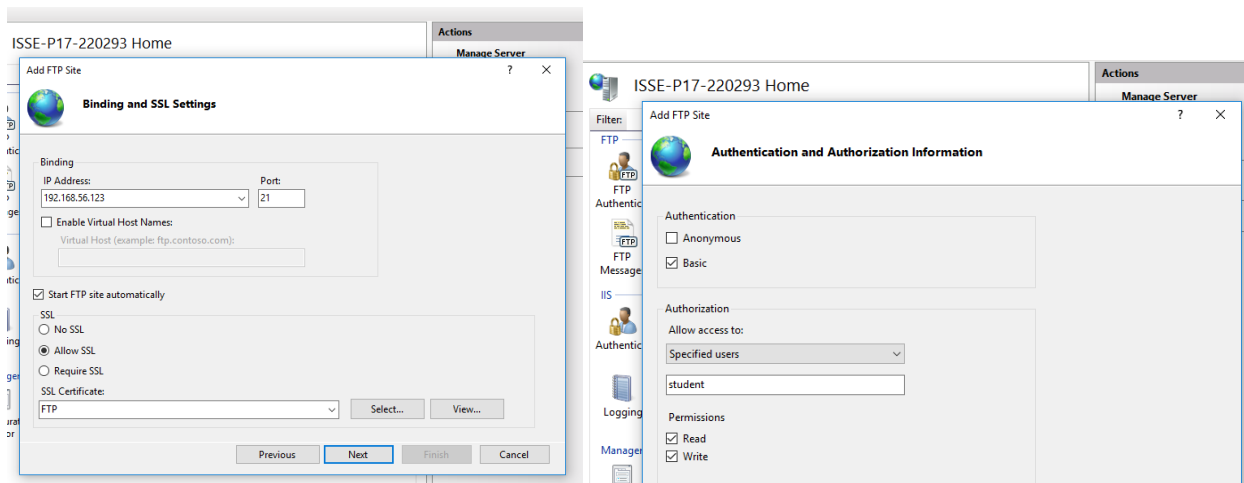 Actions
ISSE-P17-220293 Home
Manage Server
Add FTP Site
?
Binding and SSL Settings
Binding
IP Address:
Port:
192.168.56.123
21
Enable Virtual Host Names:
Virtual Host (example: ftp.contoso.com):
Start FTP site automatically
SSL
No SSL
Allow SSL
Require SSL
SSL Certificate:
FTP
Select...
View...
Previous
Next
Finish
Cancel
Actions
ISSE-P17-220293 Home
Manage Server
Filter:
FTP
FTP
FTP
Authentic
FTP
FTP
Message
IIS
Authentic
Logging
Manager
Add FTP Site
?
Authentication and Authorization Information
Authentication
Anonymous
Basic
Authorization
Allow access to:
Specified users
student
Permissions
Read
Write